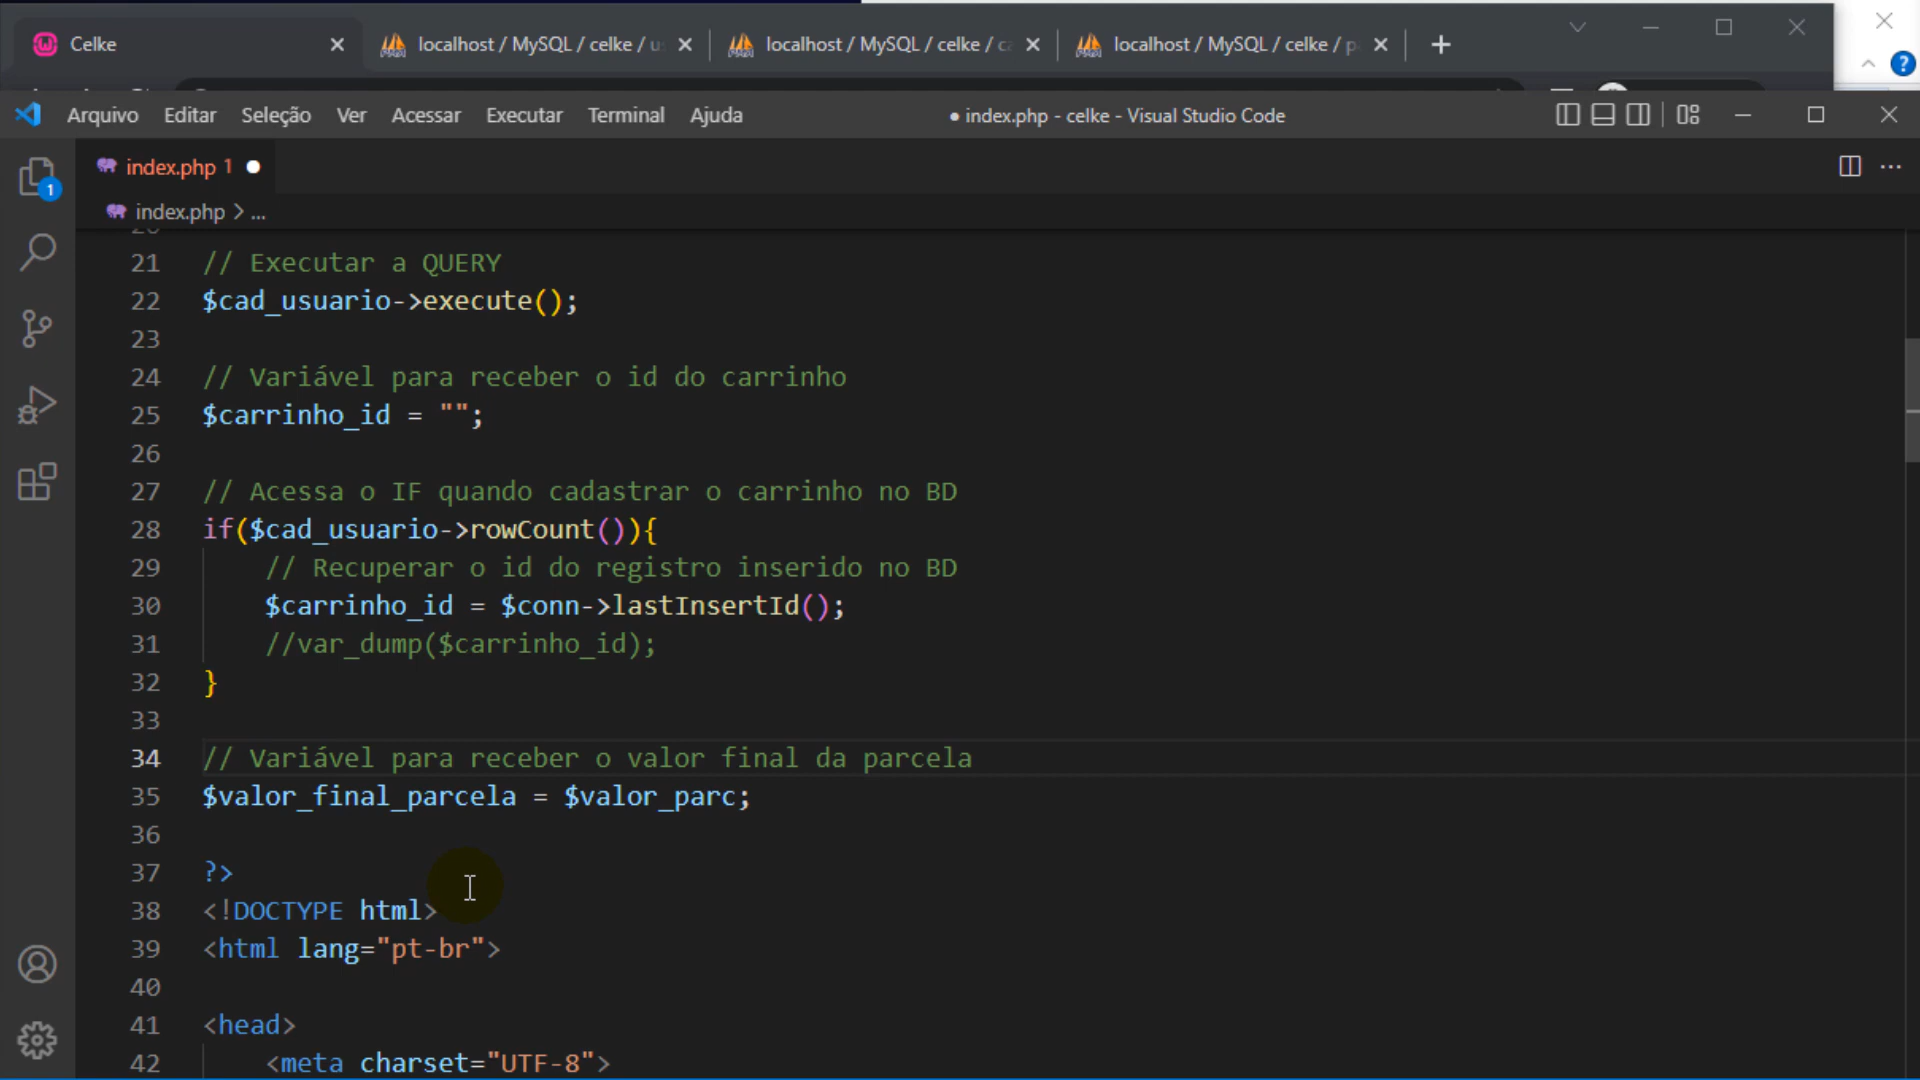 Celke
localhost / MySQL / celke / u
localhost / MySQL / celke / c
localhost / MySQL / celke / p
Arquivo Editar Seleção Ver Acessar Executar Terminal Ajuda
● index.php - celke - Visual Studio Code
index.php 1
index.php > ...
1
20
21 // Executar a QUERY
22 $cad_usuario->execute();
23
24 // Variável para receber o id do carrinho
25 $carrinho_id = "";
26
27 // Acessa o IF quando cadastrar o carrinho no BD
28 if($cad_usuario->rowCount()){
29 // Recuperar o id do registro inserido no BD
30 $carrinho_id = $conn->lastInsertId();
31 //var_dump($carrinho_id);
32 }
33
34 // Variável para receber o valor final da parcela
35 $valor_final_parcela = $valor_parc;
36
37 ?>
38 <!DOCTYPE html>
39 <html lang="pt-br">
40
41 <head>
42 <meta charset="UTF-8">